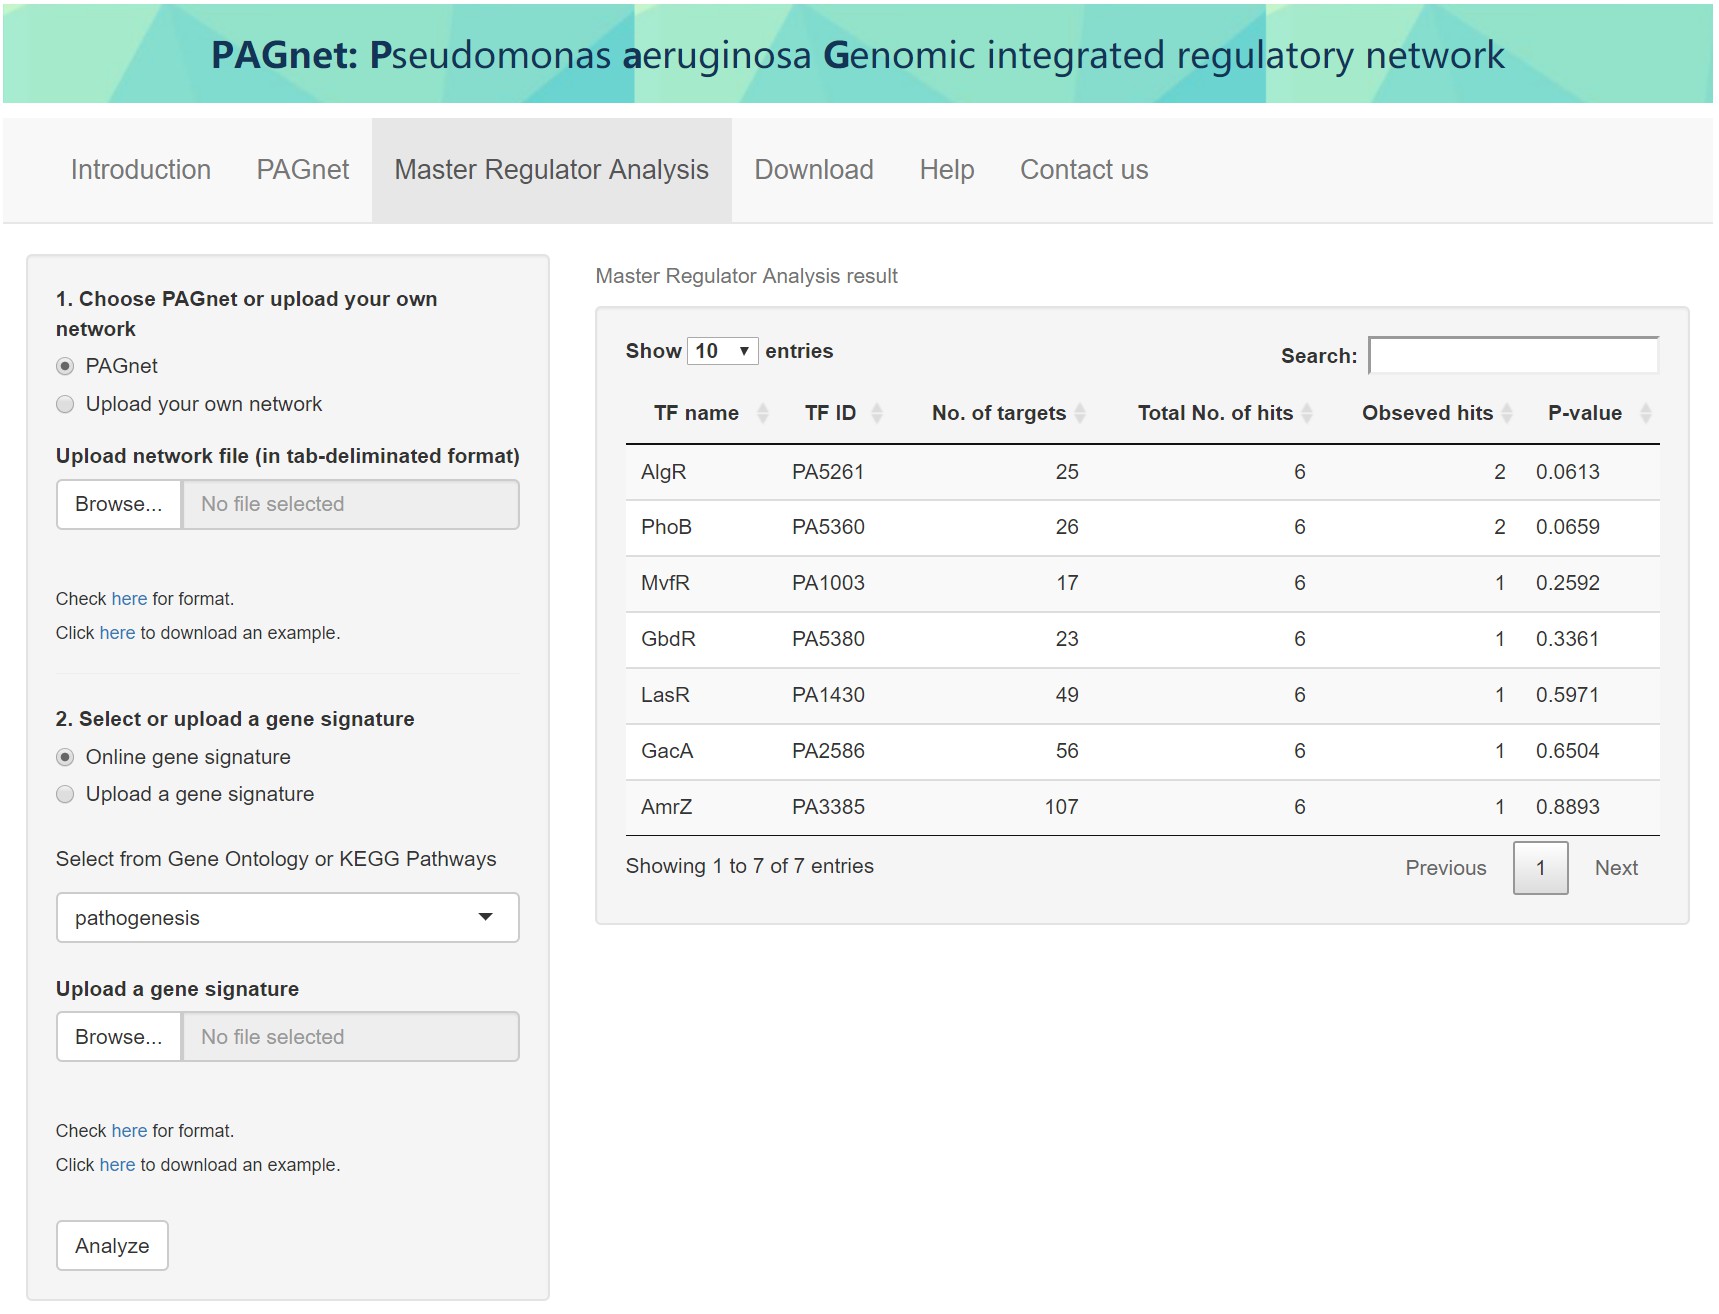 PAGnet: Pseudomonas aeruginosa Genomic integrated regulatory network
Introduction PAGnet Master Regulator Analysis Download Help Contact us
1. Choose PAGnet or upload your own
network
PAGnet
Upload your own network
Upload network file (in tab-deliminated format)
Browse... No file selected
Check here for format.
Click here to download an example.
2. Select or upload a gene signature
Online gene signature
Upload a gene signature
Select from Gene Ontology or KEGG Pathways
pathogenesis
Upload a gene signature
Browse... No file selected
Check here for format.
Click here to download an example.
Analyze
Master Regulator Analysis result
Show 10 entries Search:
TF name TF ID No. of targets Total No. of hits Obseved hits P-value
AlgR PA5261 25 6 2 0.0613
PhoB PA5360 26 6 2 0.0659
MvfR PA1003 17 6 1 0.2592
GbdR PA5380 23 6 1 0.3361
LasR PA1430 49 6 1 0.5971
GacA PA2586 56 6 1 0.6504
AmrZ PA3385 107 6 1 0.8893
Showing 1 to 7 of 7 entries Previous 1 Next